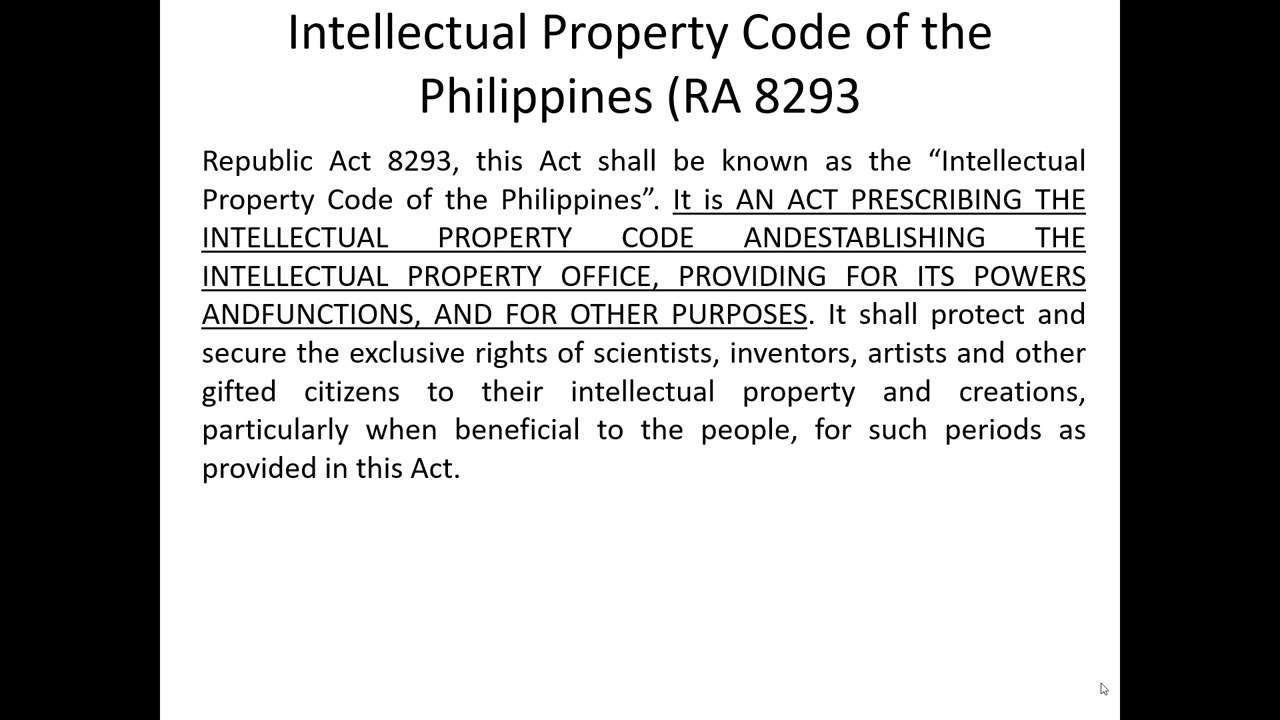 Intellectual Property Code of the
Philippines (RA 8293
Republic Act 8293, this Act shall be known as the “Intellectual
Property Code of the Philippines”. It is AN ACT PRESCRIBING THE
INTELLECTUAL PROPERTY CODE ANDESTABLISHING THE
INTELLECTUAL PROPERTY OFFICE, PROVIDING FOR ITS POWERS
ANDFUNCTIONS, AND FOR OTHER PURPOSES. It shall protect and
secure the exclusive rights of scientists, inventors, artists and other
gifted citizens to their intellectual property and creations,
particularly when beneficial to the people, for such periods as
provided in this Act.